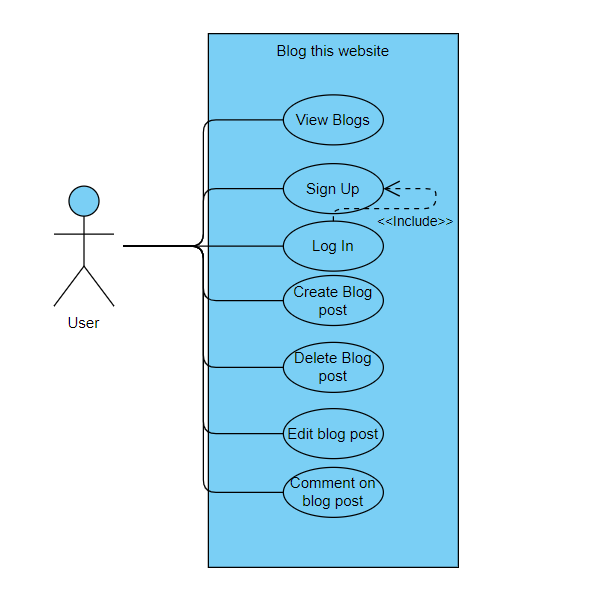 Blog this website
View Blogs
Sign Up
<<Include>>
Log In
Create Blog
post
Delete Blog
post
Edit blog post
Comment on
blog post
User